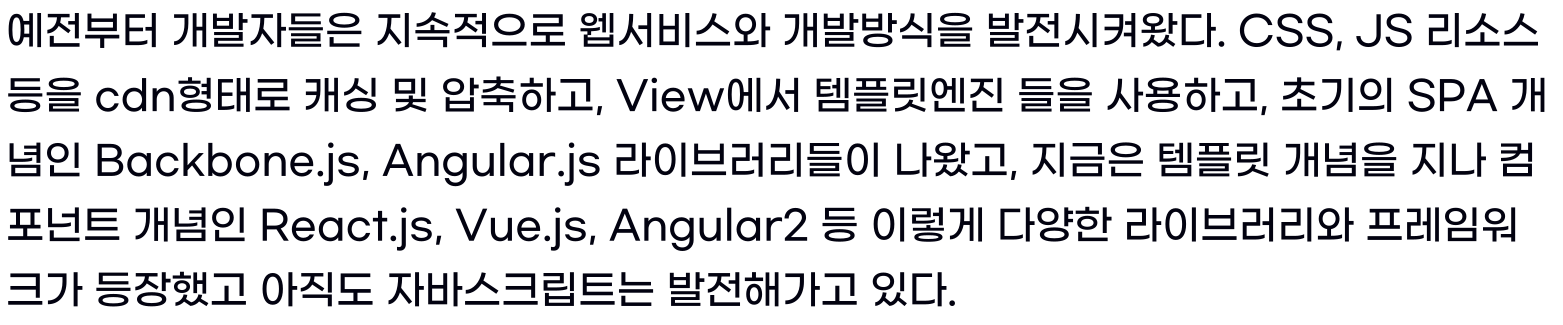 예전부터 개발자들은 지속적으로 웹서비스와 개발방식을 발전시켜왔다. CSS, JS 리소스
등을 cdn형태로 캐싱 및 압축하고, View에서 템플릿엔진 들을 사용하고, 초기의 SPA 개
념인 Backbone.js, Angular.js 라이브러리들이 나왔고, 지금은 템플릿 개념을 지나 컴
포넌트 개념인 React.js, Vue.js, Angular2 등 이렇게 다양한 라이브러리와 프레임워
크가 등장했고 아직도 자바스크립트는 발전해가고 있다.